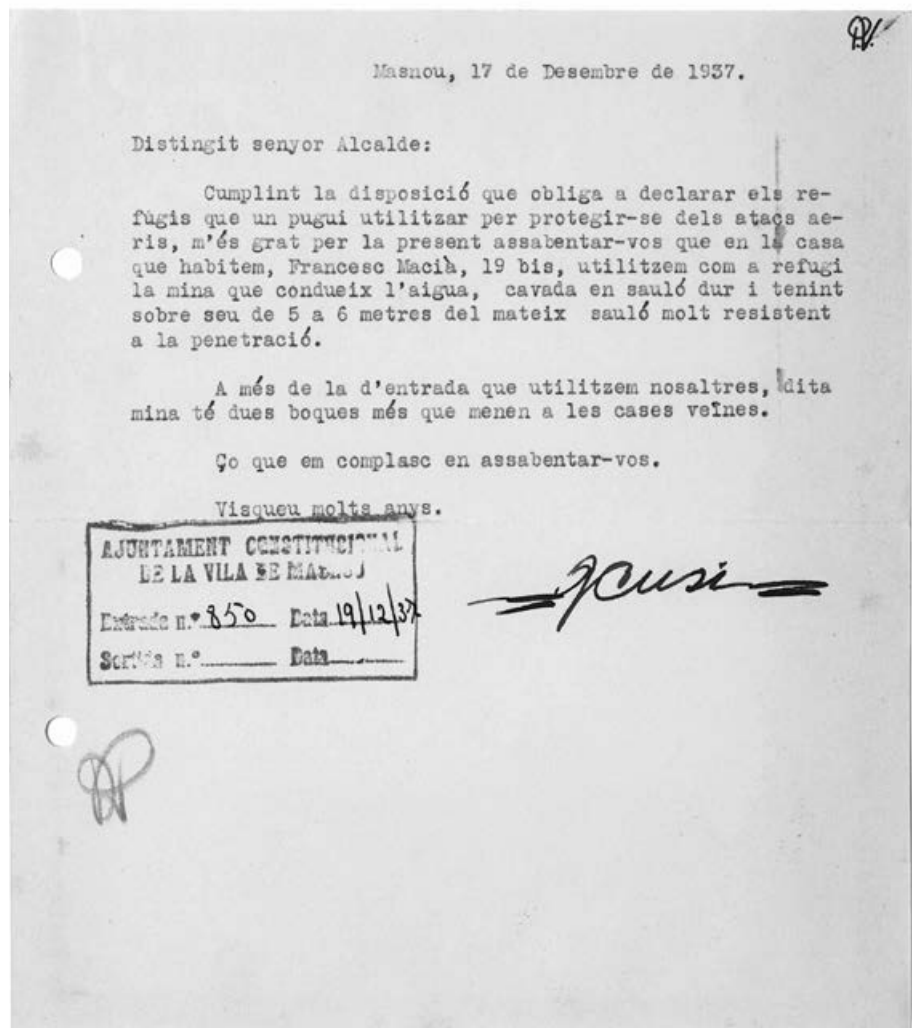 Masnou, 17 de Desembre de 1937.
Distingit senyor Alcalde:
Cumplint la disposició que obliga a declarar els re-
fúgis que un pugui utilitzar per protegir-se dels atacs ae-
ris, m'és grat per la present assabentar-vos que en la casa
que habitem, Francesc Macià, 19 bis, utilitzem com a refugi
la mina que condueix l'aigua, cavada en sauló dur i tenint
sobre seu de 5 a 6 metres del mateix sauló molt resistent
a la penetració.
A més de la d'entrada que utilitzem nosaltres, dita
mina té dues boques més que menen a les cases veïnes.
Ço que em complasc en assabentar-vos.
Visqueu molts anys.
AJUNTAMENT CONSTITUCIONAL
DE LA VILA DE MASNOU
Entrada n.º 850 Data 19/12/37
Sortida n.º Data